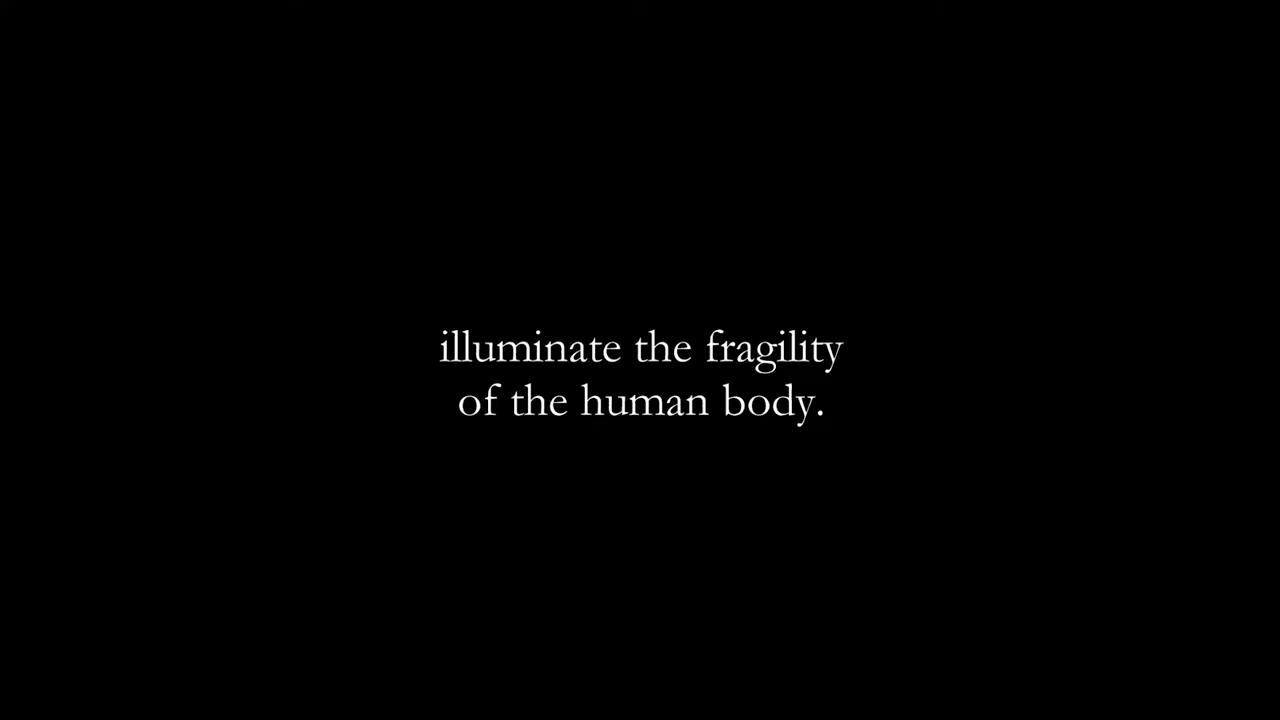 illuminate the fragility
of the human body.